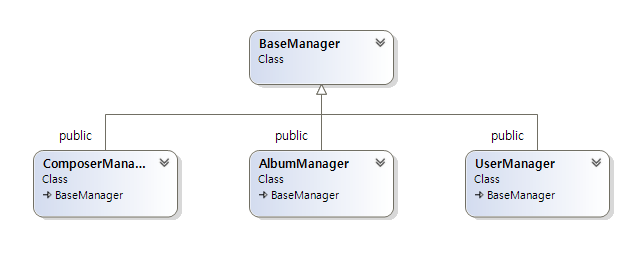 BaseManager
Class
public
public
public
ComposerMana...
Class
BaseManager
AlbumManager
Class
BaseManager
UserManager
Class
BaseManager